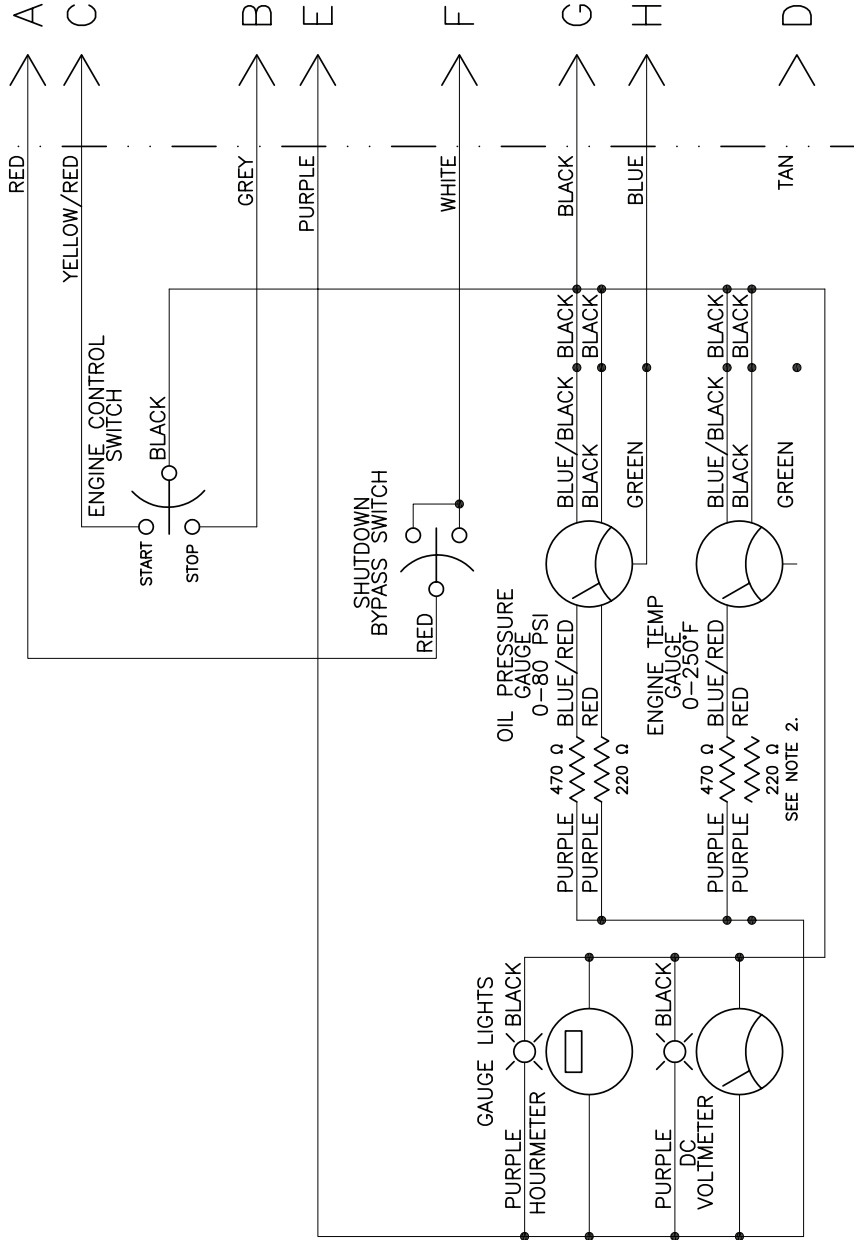 A
C
B
E
F
G
H
D
RED
YELLOW/RED
GREY
PURPLE
WHITE
BLACK
BLUE
TAN
ENGINE CONTROL
SWITCH
BLACK
START
STOP
SHUTDOWN
BYPASS SWITCH
RED
BLACK
BLACK
BLUE/BLACK
BLACK
GREEN
BLACK
BLACK
BLUE/BLACK
BLACK
GREEN
OIL PRESSURE
GAUGE
0-80 PSI
BLUE/RED
RED
470 Ω
220 Ω
PURPLE
PURPLE
ENGINE TEMP
GAUGE
0-250°F
BLUE/RED
RED
470 Ω
220 Ω
SEE NOTE 2.
PURPLE
PURPLE
GAUGE LIGHTS
BLACK
PURPLE
HOURMETER
BLACK
PURPLE
DC
VOLTMETER